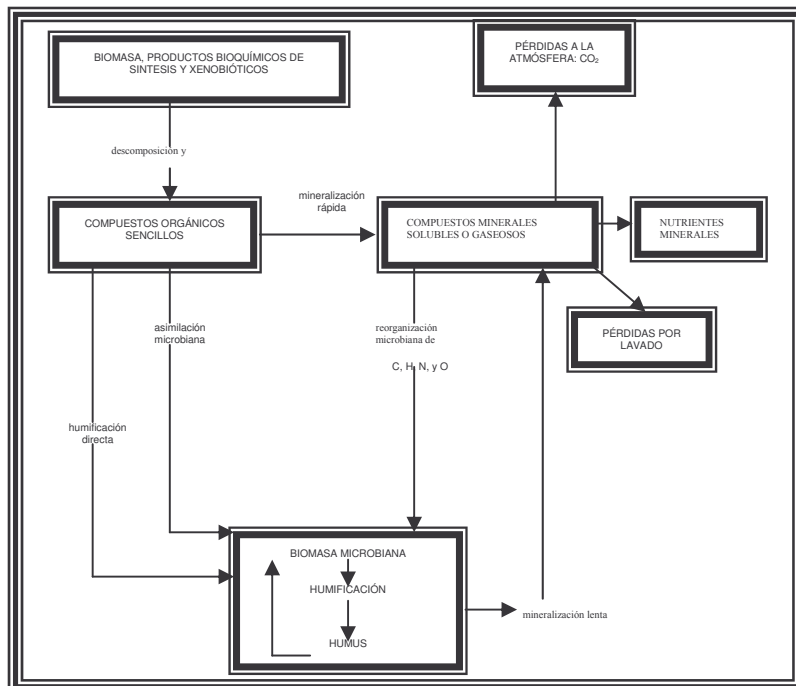 BIOMASA, PRODUCTOS BIOQUÍMICOS DE
SINTESIS Y XENOBIÓTICOS
PÉRDIDAS A LA
ATMÓSFERA: CO₂
descomposición y
mineralización
rápida
COMPUESTOS ORGÁNICOS
SENCILLOS
COMPUESTOS MINERALES
SOLUBLES O GASEOSOS
NUTRIENTES
MINERALES
asimilación
microbiana
reorganización
microbiana de
C, H, N, y O
PÉRDIDAS POR
LAVADO
humificación
directa
BIOMASA MICROBIANA
HUMIFICACIÓN
HUMUS
mineralización lenta